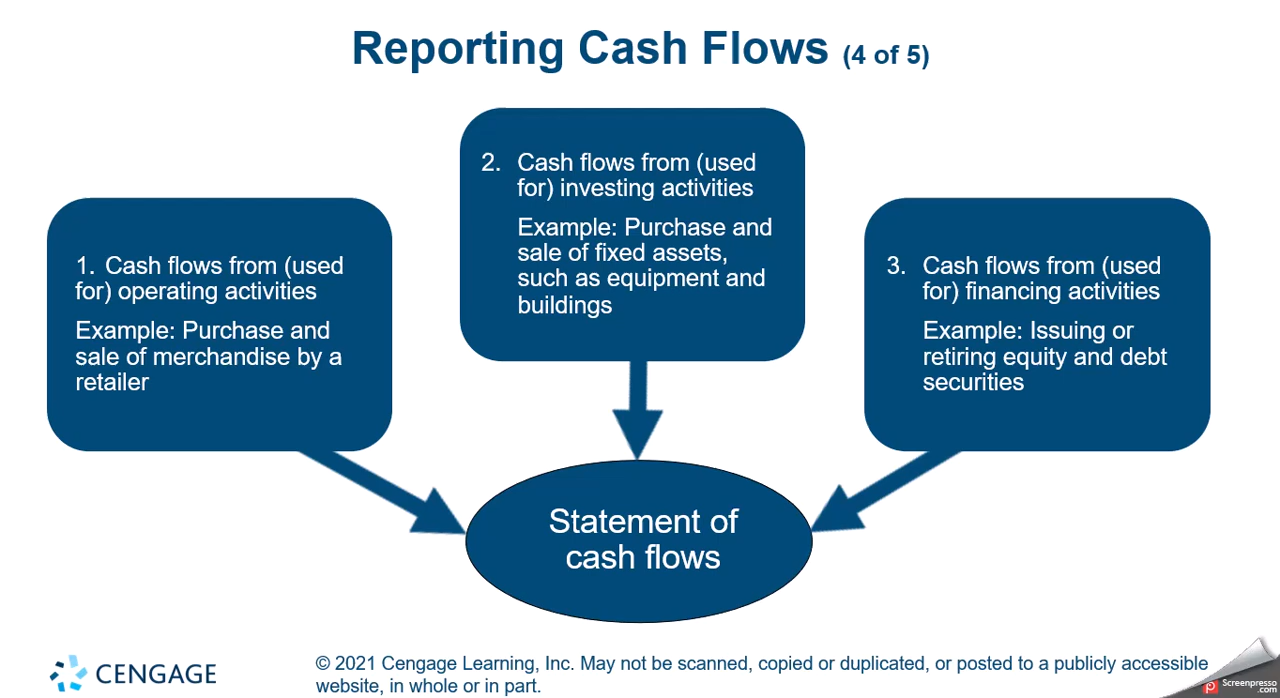 Reporting Cash Flows (4 of 5)
1. Cash flows from (used
for) operating activities
Example: Purchase and
sale of merchandise by a
retailer
2. Cash flows from (used
for) investing activities
Example: Purchase and
sale of fixed assets,
such as equipment and
buildings
3. Cash flows from (used
for) financing activities
Example: Issuing or
retiring equity and debt
securities
Statement of
cash flows
CENGAGE
© 2021 Cengage Learning, Inc. May not be scanned, copied or duplicated, or posted to a publicly accessible
website, in whole or in part.
Screenpresso
.com